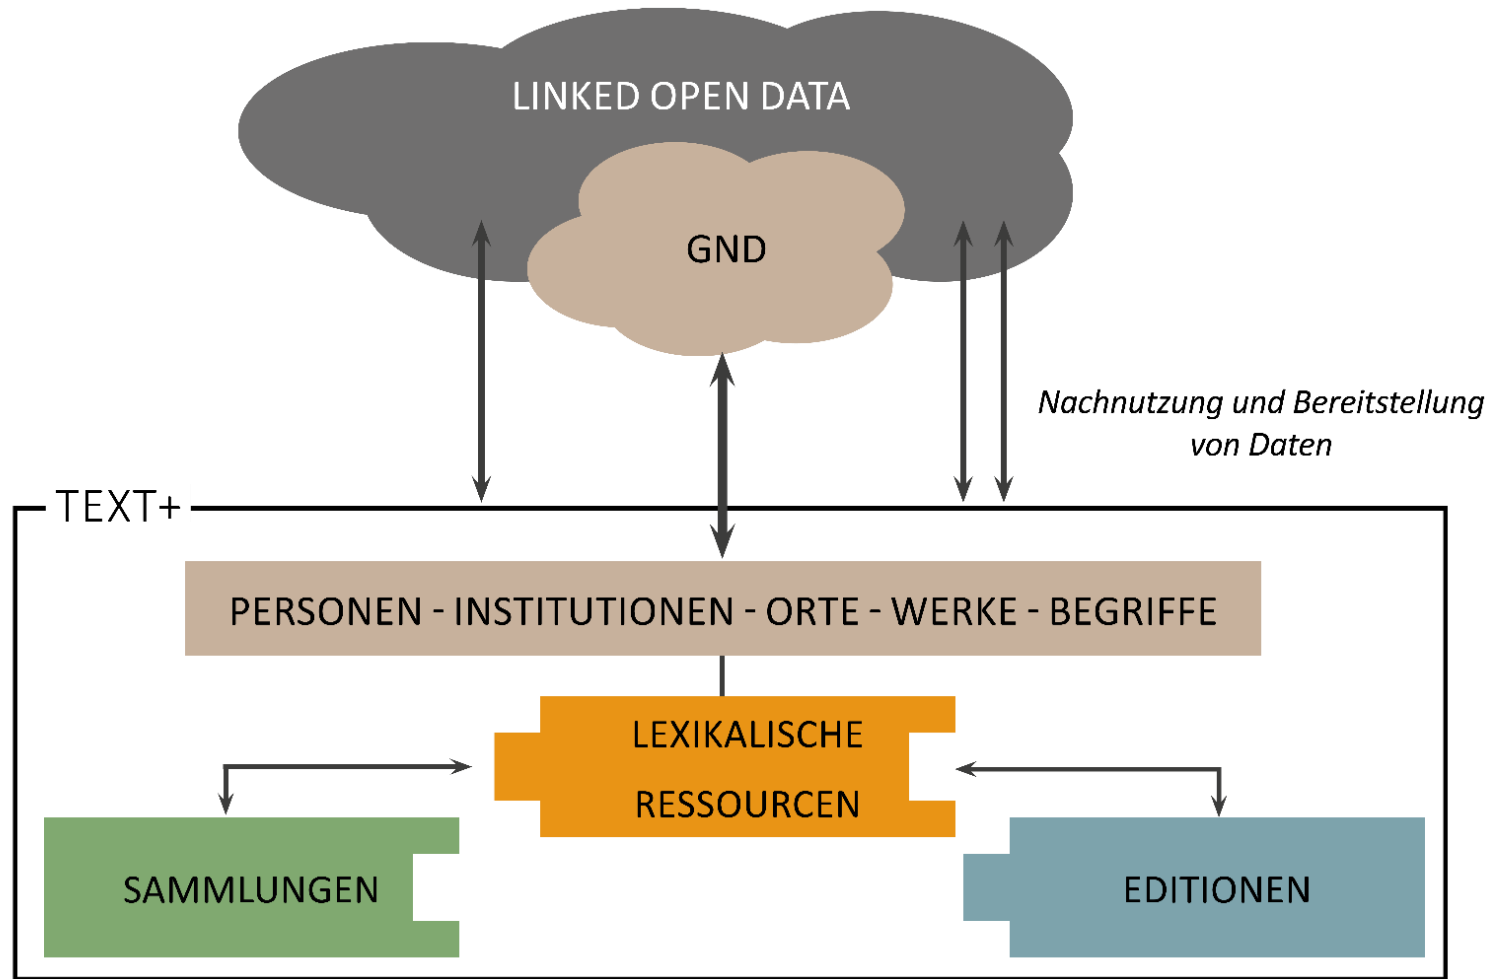 LINKED OPEN DATA
GND
Nachnutzung und Bereitstellung
von Daten
TEXT+
PERSONEN - INSTITUTIONEN - ORTE - WERKE - BEGRIFFE
LEXIKALISCHE
RESSOURCEN
SAMMLUNGEN
EDITIONEN